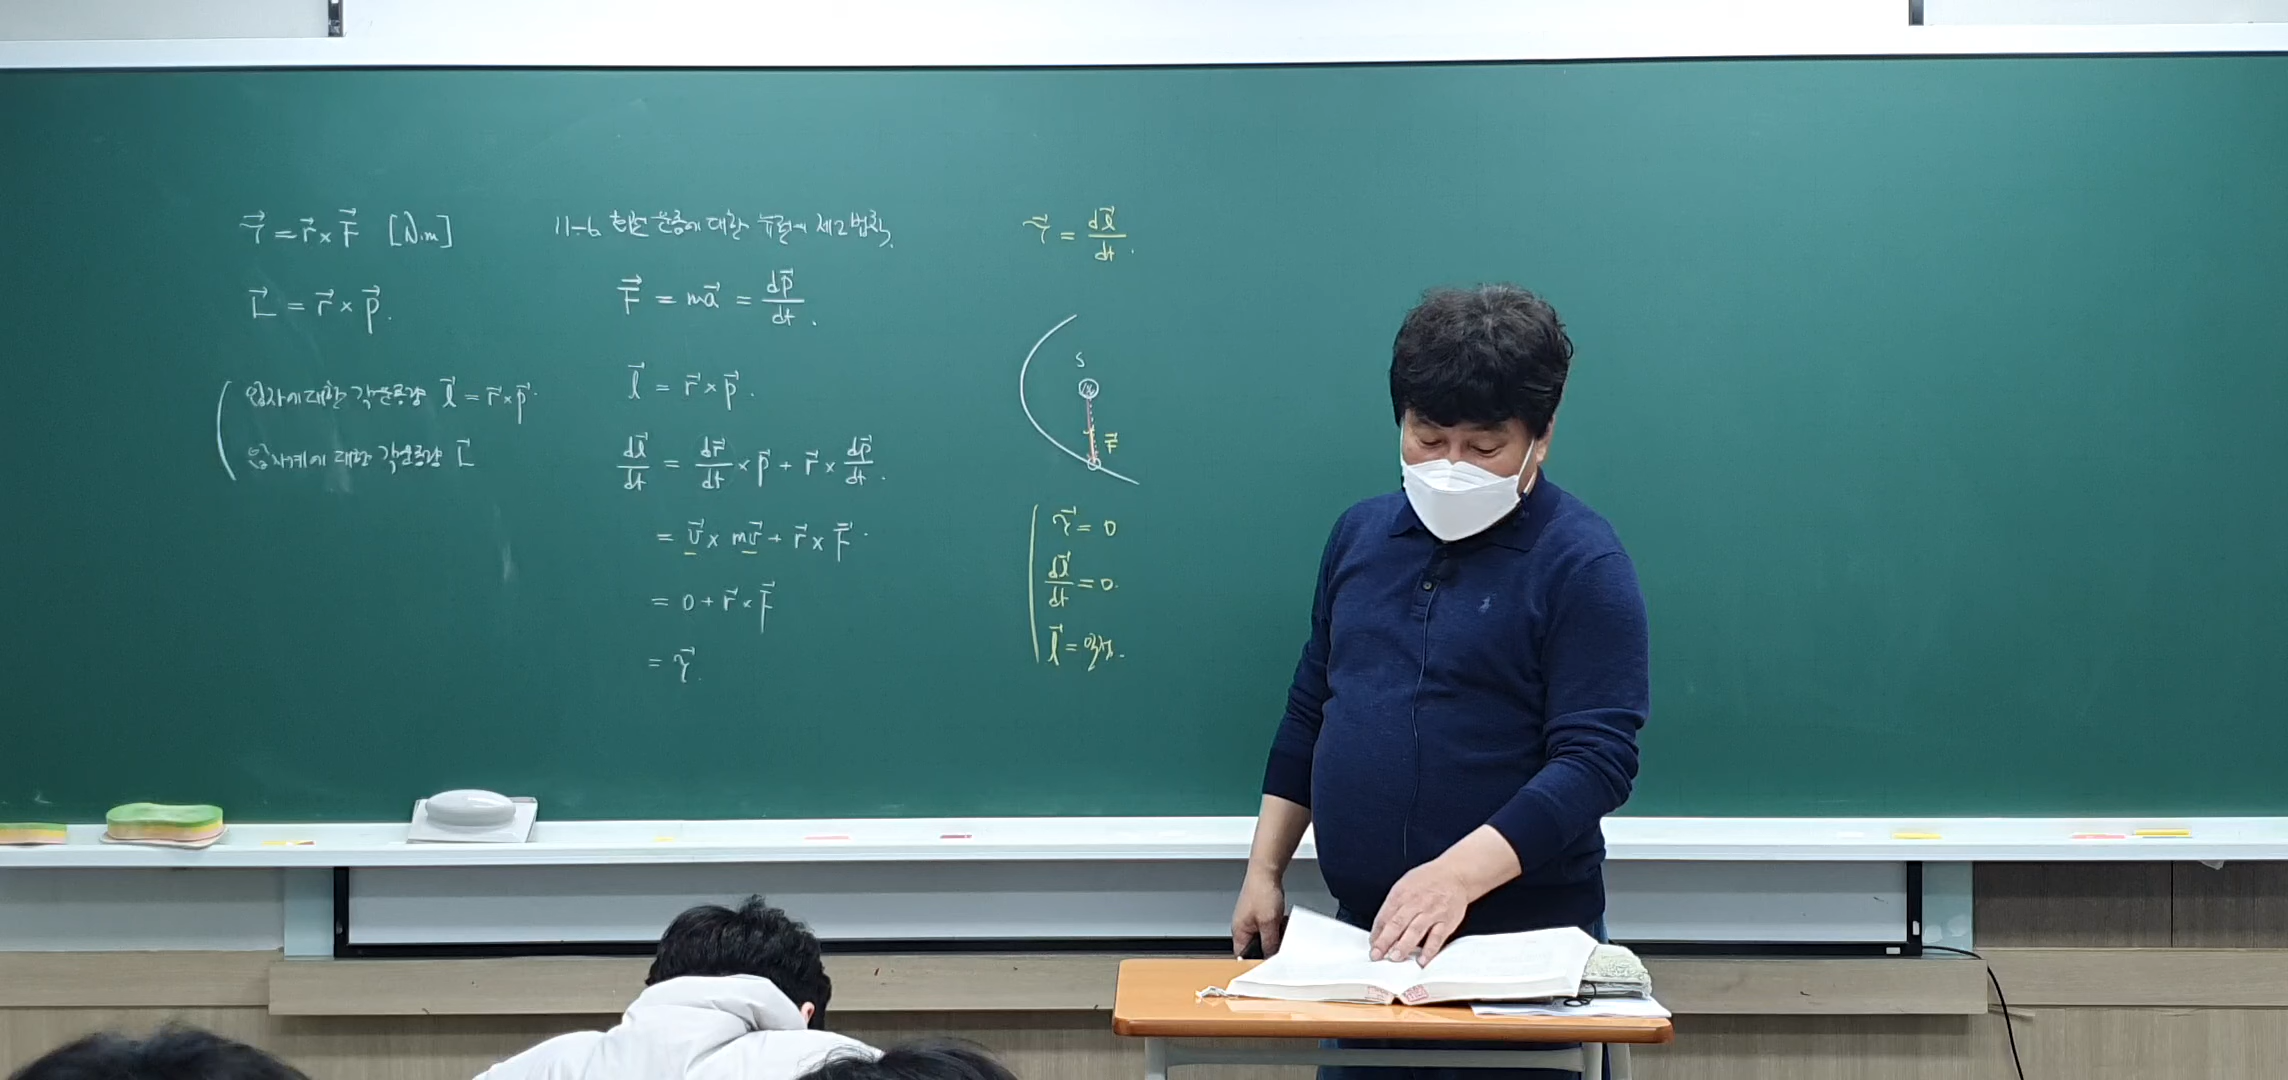 τ⃗ = r⃗ × F⃗ [N.m]
L⃗ = r⃗ × p⃗.
입자에 대한 각운동량 l⃗ = r⃗ × p⃗.
입자계에 대한 각운동량 L⃗
11-6. 회전운동에 대한 뉴턴의 제2법칙.
F⃗ = ma⃗ = dp⃗/dt.
l⃗ = r⃗ × p⃗.
dl⃗/dt = dr⃗/dt × p⃗ + r⃗ × dp⃗/dt.
= v⃗ × mv⃗ + r⃗ × F⃗.
= 0 + r⃗ × F⃗
= τ⃗.
τ⃗ = dl⃗/dt.
S
F⃗
τ⃗ = 0
dl⃗/dt = 0.
l⃗ = 일정.